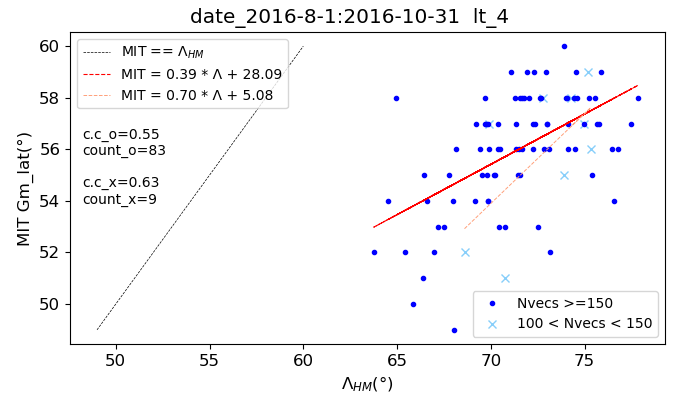 date_2016-8-1:2016-10-31 lt_4
MIT == Λ_HM
MIT = 0.39 * Λ + 28.09
MIT = 0.70 * Λ + 5.08
c.c_o=0.55
count_o=83
c.c_x=0.63
count_x=9
MIT Gm_lat(°)
60
58
56
54
52
50
Nvecs >=150
100 < Nvecs < 150
50
55
60
65
70
75
Λ_HM(°)